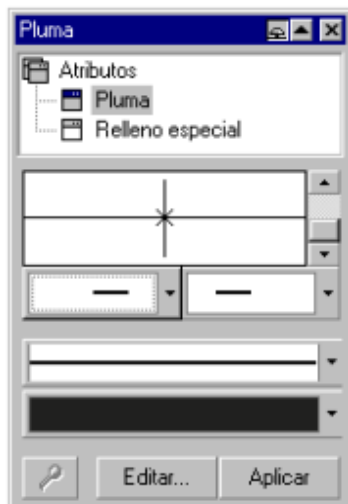 Pluma
Atributos
Pluma
Relleno especial
Editar...
Aplicar